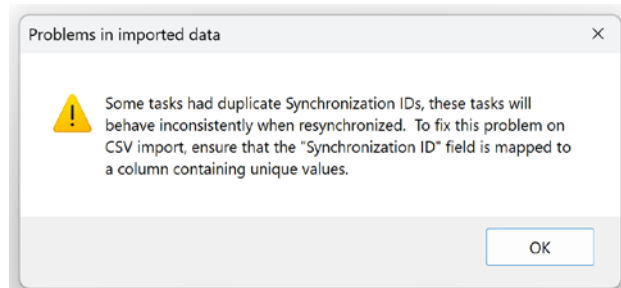 Problems in imported data
Some tasks had duplicate Synchronization IDs, these tasks will
behave inconsistently when resynchronized.  To fix this problem on
CSV import, ensure that the "Synchronization ID" field is mapped to
a column containing unique values.
OK